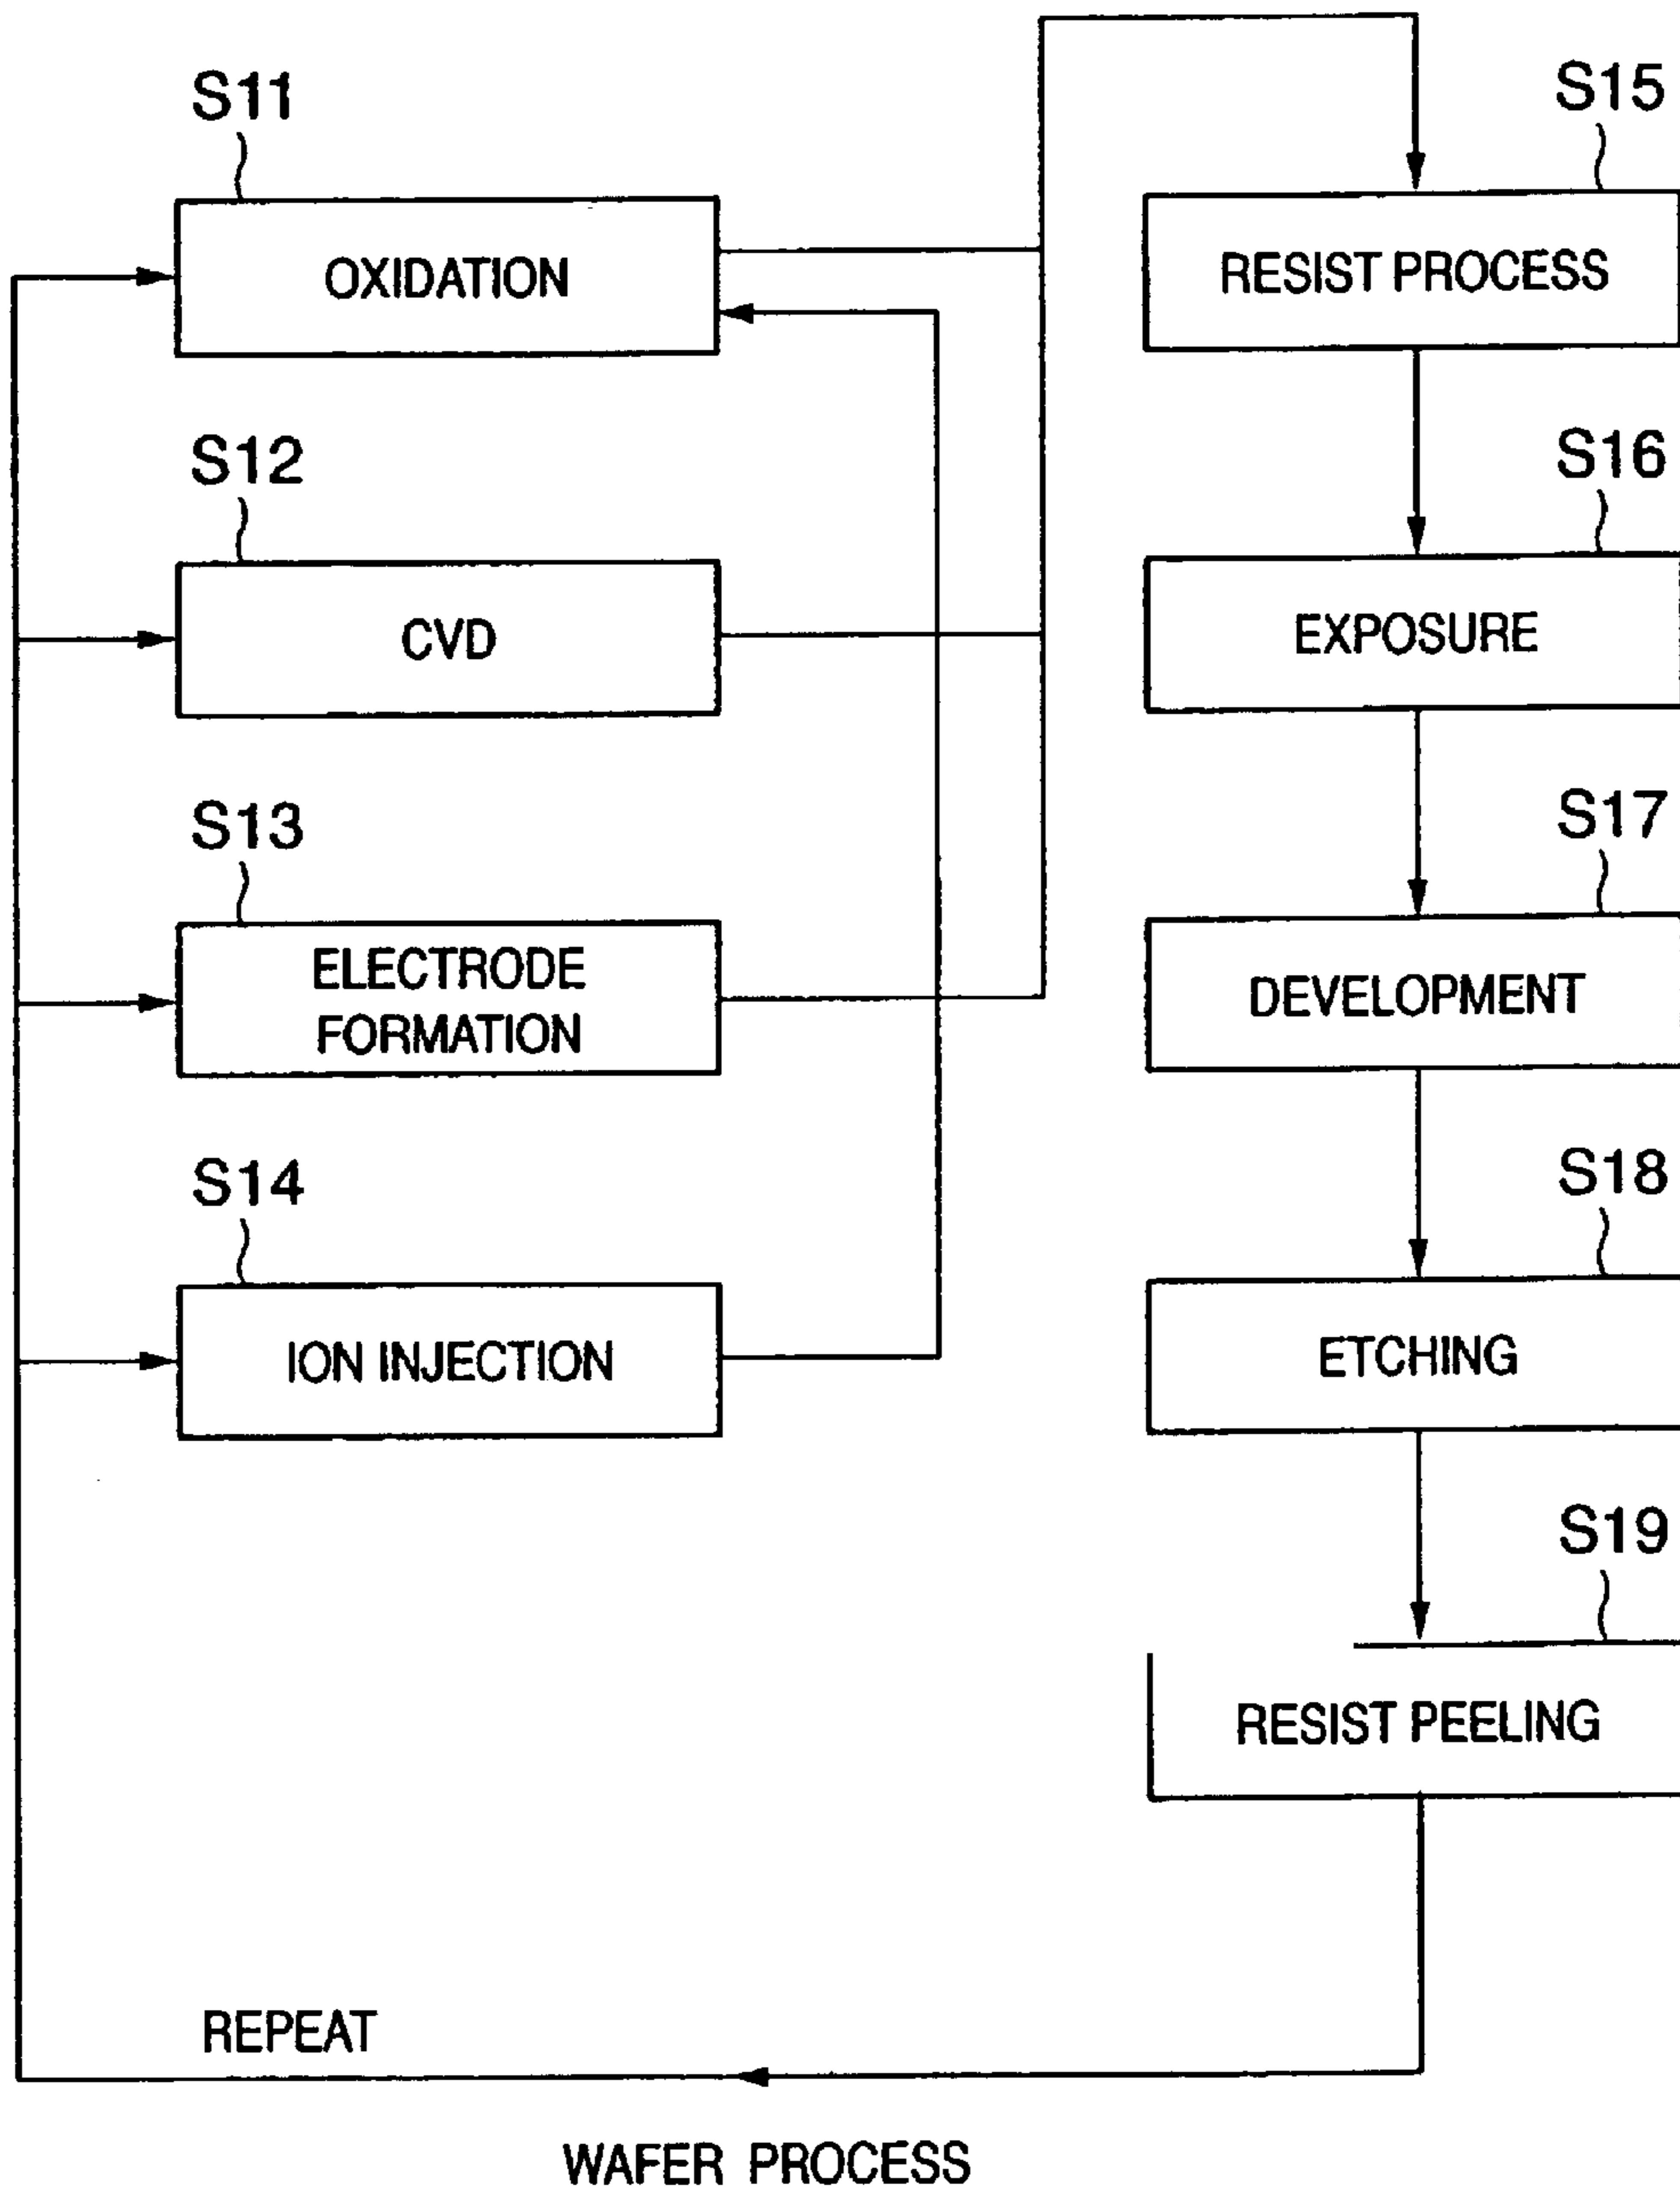 S11
OXIDATION
S12
CVD
S13
ELECTRODE
FORMATION
S14
ION INJECTION
S15
RESIST PROCESS
S16
EXPOSURE
S17
DEVELOPMENT
S18
ETCHING
S19
RESIST PEELING
REPEAT
WAFER PROCESS